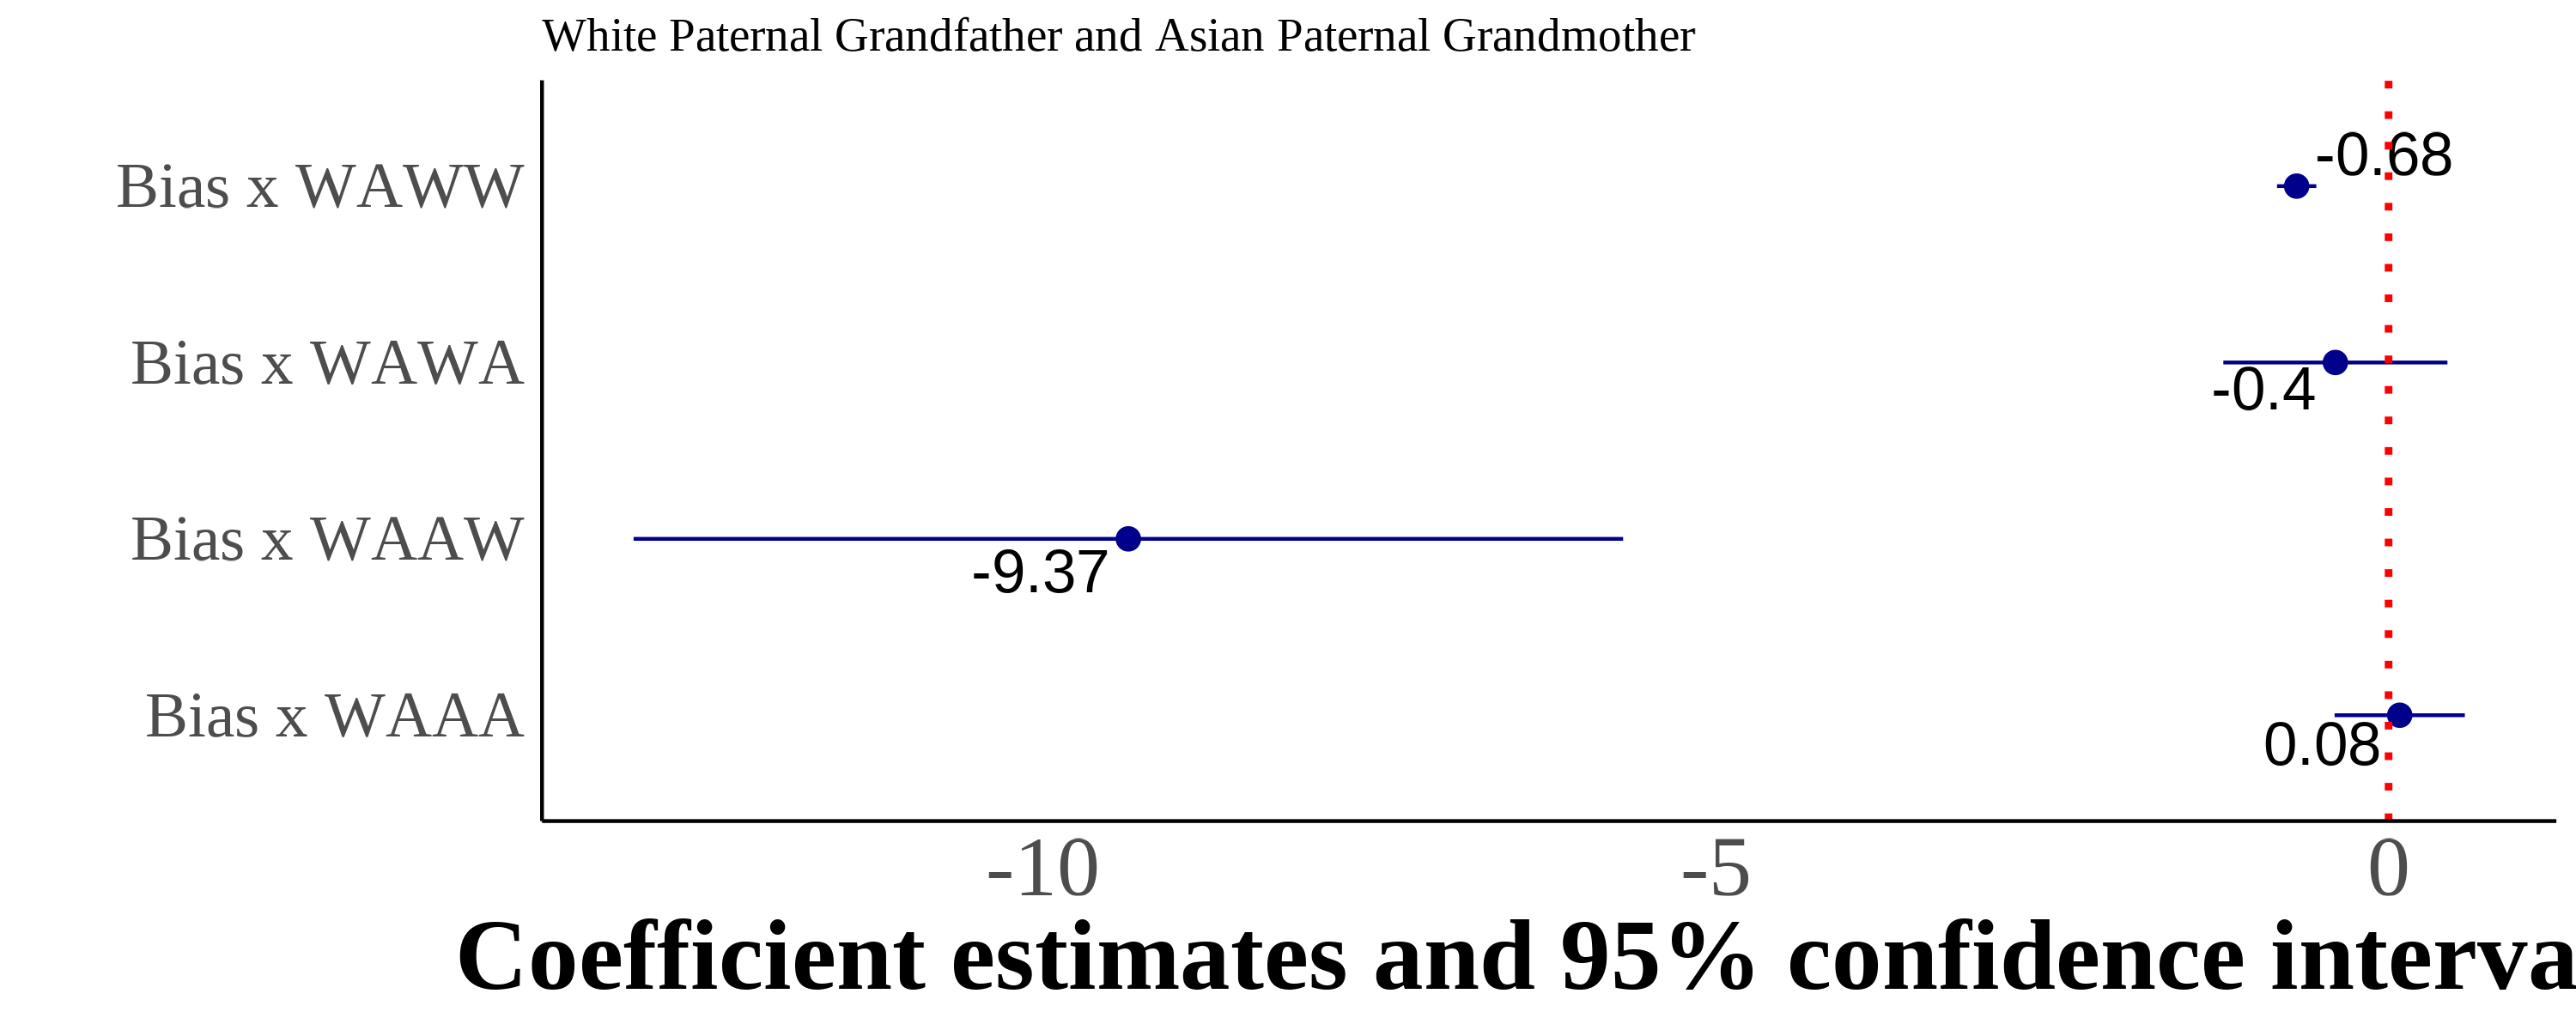 White Paternal Grandfather and Asian Paternal Grandmother
Bias x WAWW
-0.68
Bias x WAWA
-0.4
Bias x WAAW
-9.37
Bias x WAAA
0.08
-10 -5 0
Coefficient estimates and 95% confidence interva